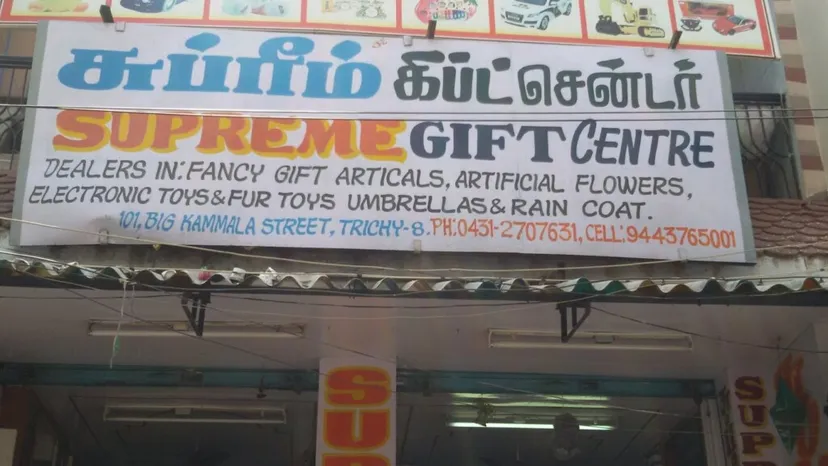 சுப்ரீம் கிப்ட் சென்டர்
SUPREME GIFT CENTRE
DEALERS IN: FANCY GIFT ARTICALS, ARTIFICIAL FLOWERS,
ELECTRONIC TOYS & FUR TOYS UMBRELLAS & RAIN COAT.
101, BIG KAMMALA STREET, TRICHY-8. PH: 0431-2707631, CELL: 9443765001
SUP
SUP